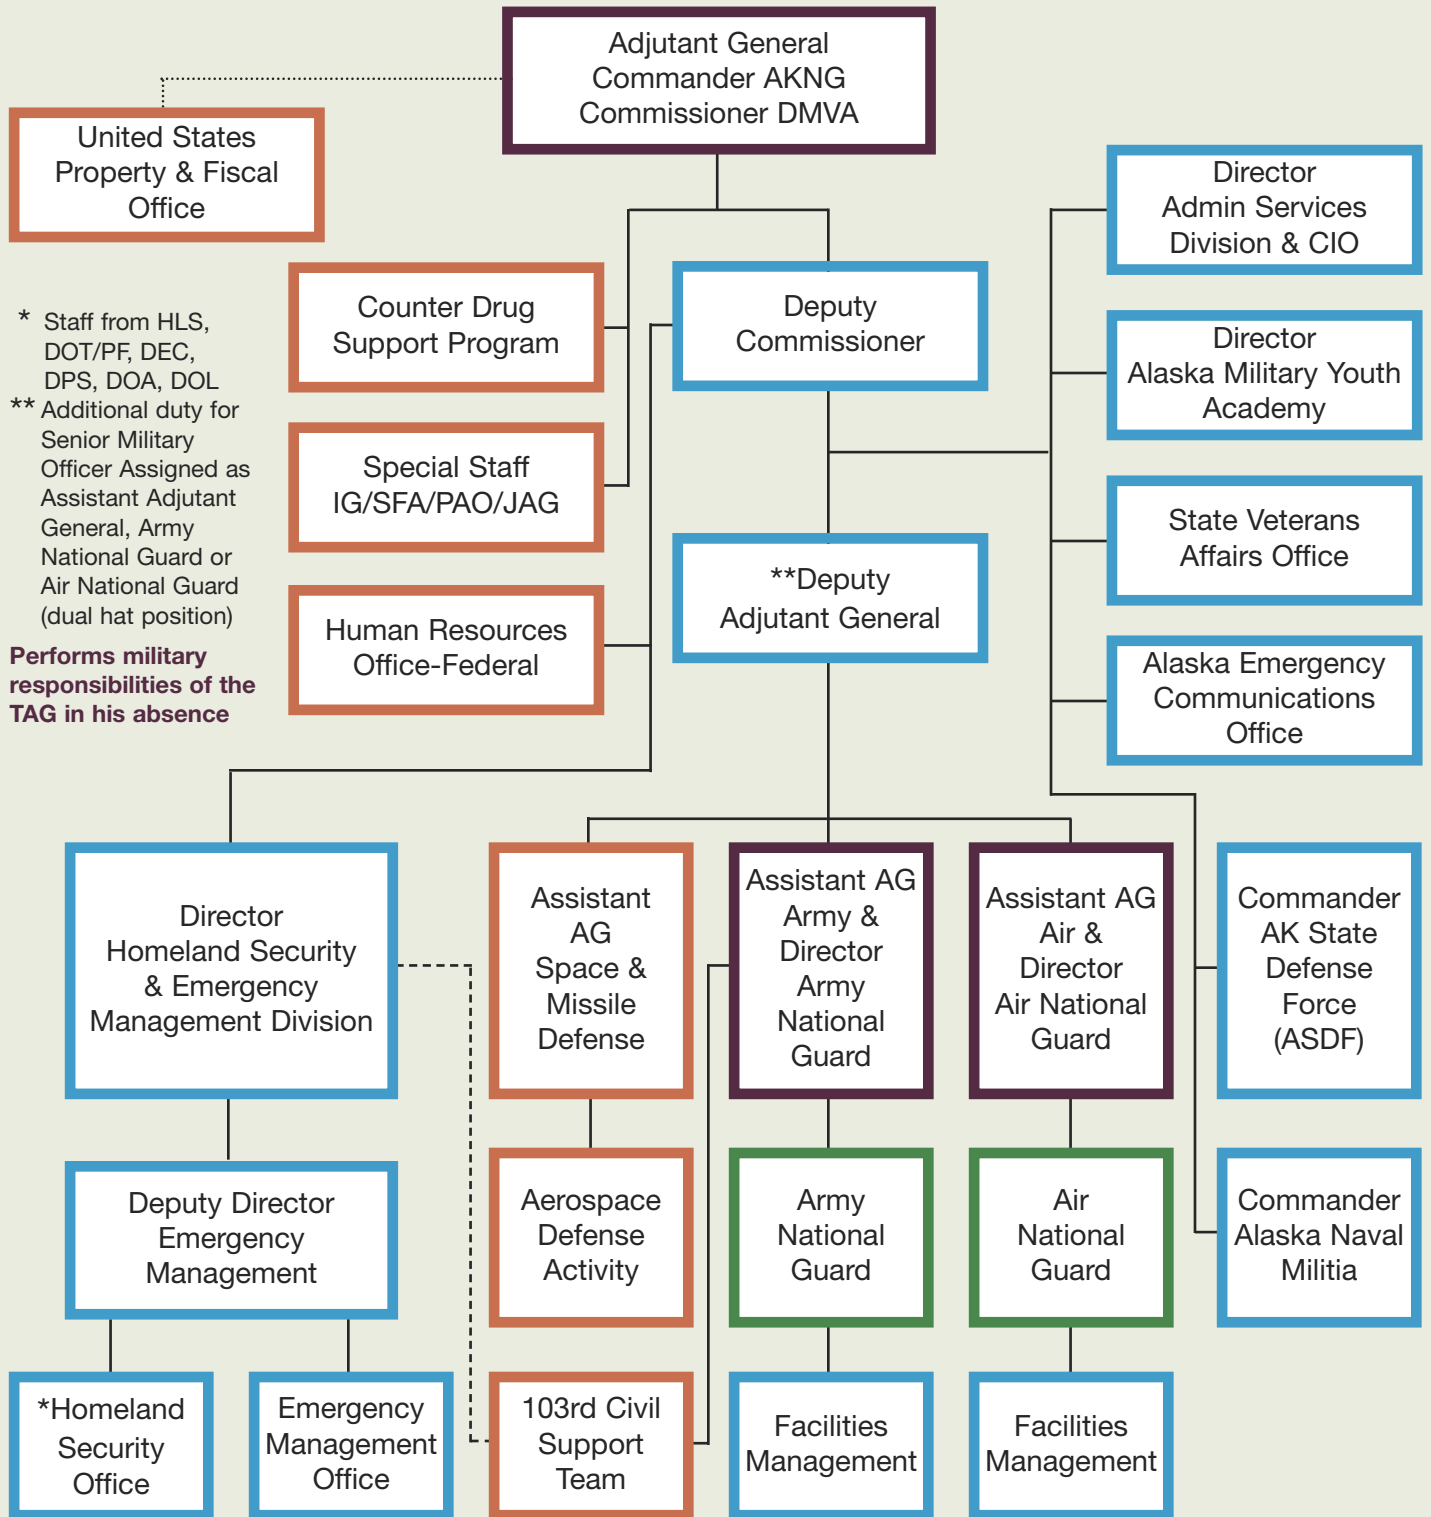 Adjutant General
Commander AKNG
Commissioner DMVA
United States
Property & Fiscal
Office
Director
Admin Services
Division & CIO
Counter Drug
Support Program
Deputy
Commissioner
* Staff from HLS,
DOT/PF, DEC,
DPS, DOA, DOL
** Additional duty for
Senior Military
Officer Assigned as
Assistant Adjutant
General, Army
National Guard or
Air National Guard
(dual hat position)
Performs military
responsibilities of the
TAG in his absence
Director
Alaska Military Youth
Academy
Special Staff
IG/SFA/PAO/JAG
State Veterans
Affairs Office
**Deputy
Adjutant General
Human Resources
Office-Federal
Alaska Emergency
Communications
Office
Director
Homeland Security
& Emergency
Management Division
Assistant
AG
Space &
Missile
Defense
Assistant AG
Army &
Director
Army
National
Guard
Assistant AG
Air &
Director
Air National
Guard
Commander
AK State
Defense
Force
(ASDF)
Deputy Director
Emergency
Management
Aerospace
Defense
Activity
Army
National
Guard
Air
National
Guard
Commander
Alaska Naval
Militia
*Homeland
Security
Office
Emergency
Management
Office
103rd Civil
Support
Team
Facilities
Management
Facilities
Management